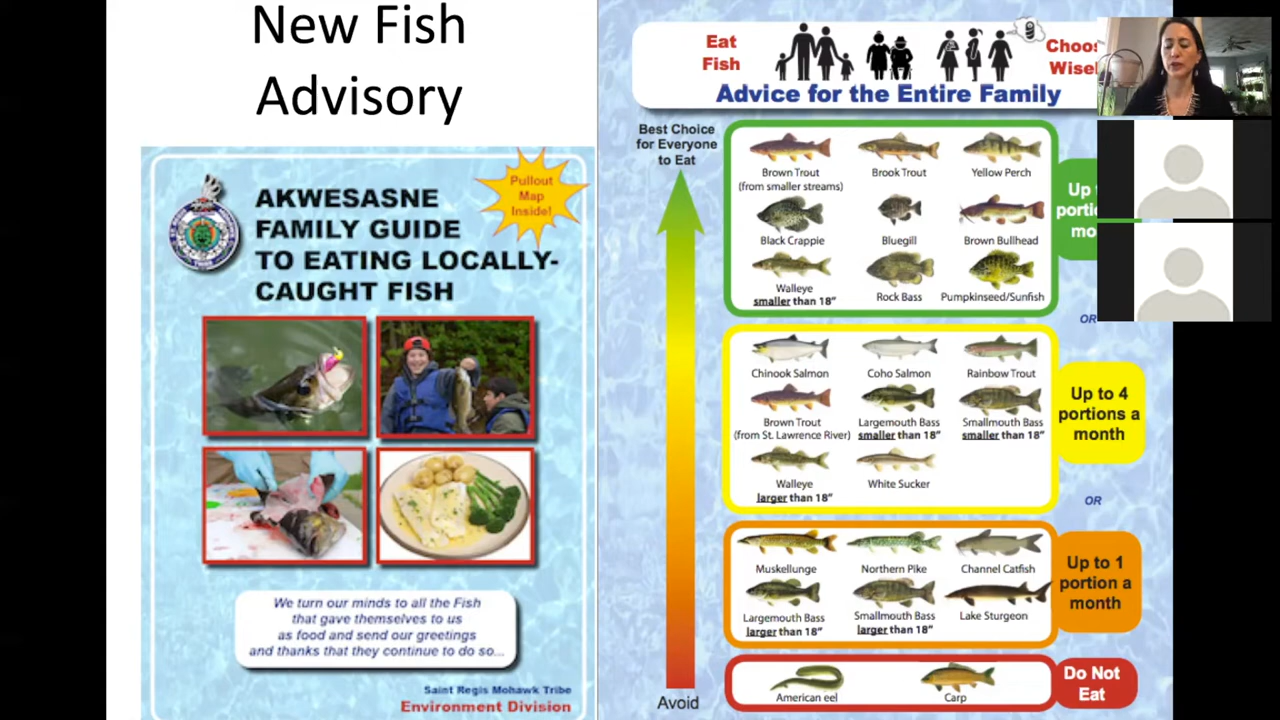 New Fish
Advisory
Pullout
Map
Inside!
AKWESASNE
FAMILY GUIDE
TO EATING LOCALLY-
CAUGHT FISH
We turn our minds to all the Fish
that gave themselves to us
as food and send our greetings
and thanks that they continue to do so...
Saint Regis Mohawk Tribe
Environment Division
Eat
Fish
Advice for the Entire Family
Best Choice
for Everyone
to Eat
Avoid
Brown Trout
(from smaller streams)
Brook Trout
Yellow Perch
Black Crappie
Bluegill
Brown Bullhead
Walleye
smaller than 18"
Rock Bass
Pumpkinseed/Sunfish
Up
OR
Chinook Salmon
Coho Salmon
Rainbow Trout
Brown Trout
(from St. Lawrence River)
Largemouth Bass
smaller than 18"
Smallmouth Bass
smaller than 18"
Walleye
larger than 18"
White Sucker
Up to 4
portions a
month
OR
Muskellunge
Northern Pike
Channel Catfish
Largemouth Bass
larger than 18"
Smallmouth Bass
larger than 18"
Lake Sturgeon
Up to 1
portion a
month
American eel
Carp
Do Not
Eat